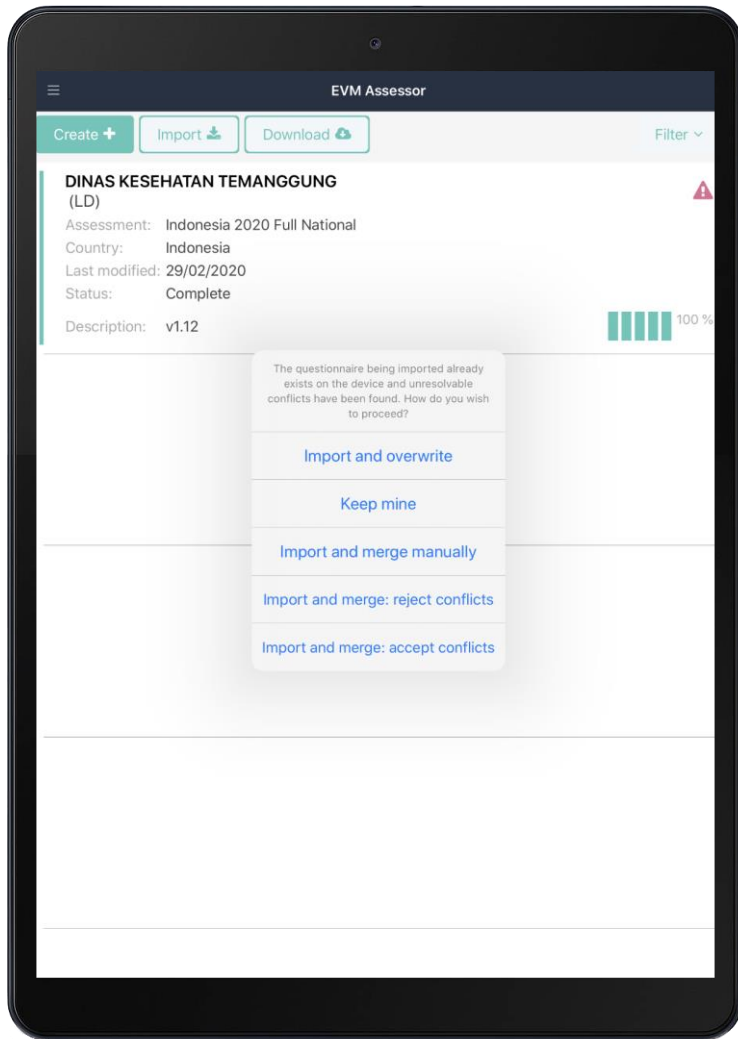 EVM Assessor
Create
Import
Download
Filter
DINAS KESEHATAN TEMANGGUNG
(LD)
Assessment: Indonesia 2020 Full National
Country: Indonesia
Last modified: 29/02/2020
Status: Complete
Description: v1.12
100 %
The questionnaire being imported already
exists on the device and unresolvable
conflicts have been found. How do you wish
to proceed?
Import and overwrite
Keep mine
Import and merge manually
Import and merge: reject conflicts
Import and merge: accept conflicts